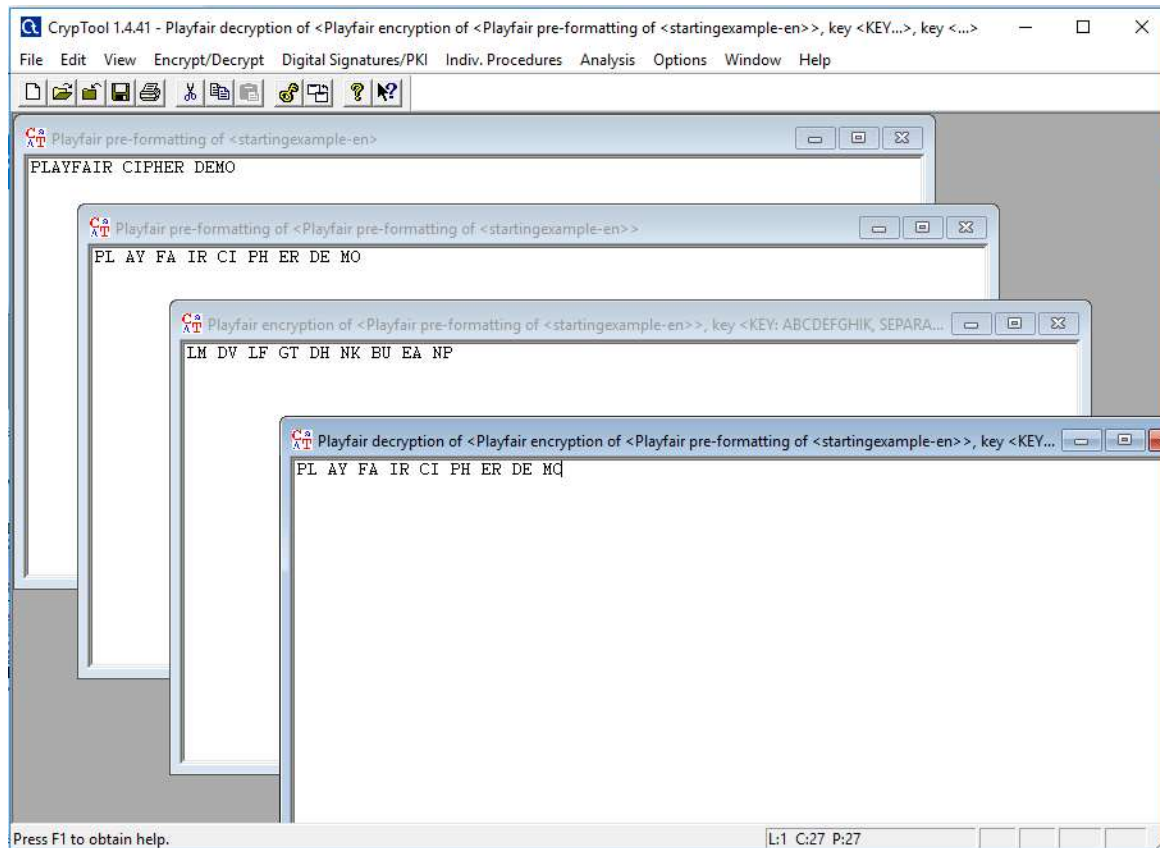 CrypTool 1.4.41 - Playfair decryption of <Playfair encryption of <Playfair pre-formatting of <startingexample-en>>, key <KEY...>, key <...>
File Edit View Encrypt/Decrypt Digital Signatures/PKI Indiv. Procedures Analysis Options Window Help
Playfair pre-formatting of <startingexample-en>
PLAYFAIR CIPHER DEMO
Playfair pre-formatting of <Playfair pre-formatting of <startingexample-en>>
PL AY FA IR CI PH ER DE MO
Playfair encryption of <Playfair pre-formatting of <startingexample-en>>, key <KEY: ABCDEFGHIK, SEPARA...
LM DV LF GT DH NK BU EA NP
Playfair decryption of <Playfair encryption of <Playfair pre-formatting of <startingexample-en>>, key <KEY...
PL AY FA IR CI PH ER DE MO
Press F1 to obtain help.
L:1 C:27 P:27